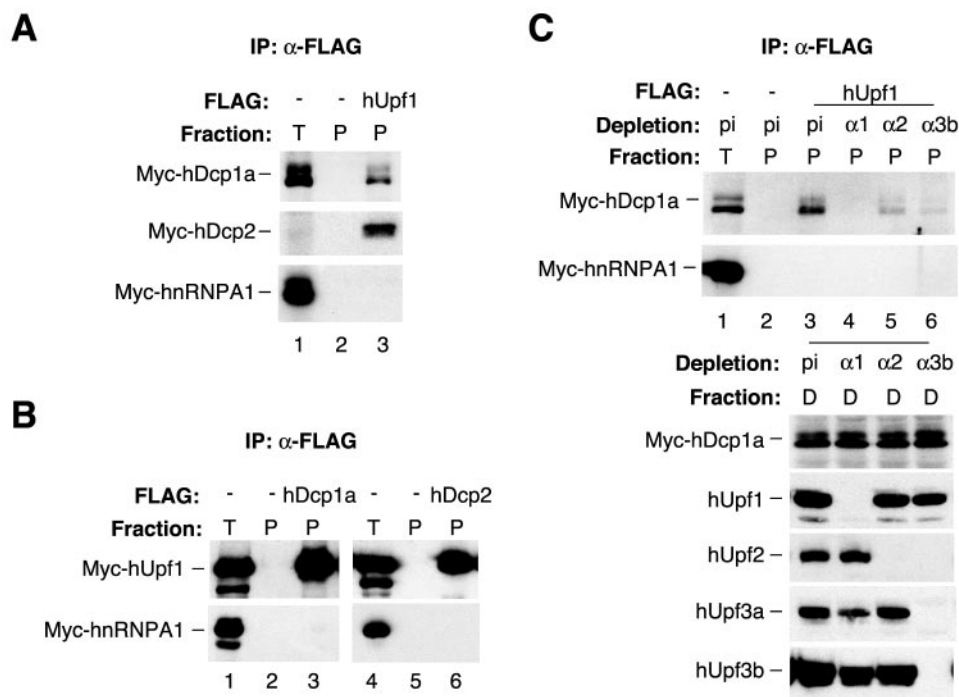 A
IP: α-FLAG
FLAG: - - hUpf1
Fraction: T P P
Myc-hDcp1a
Myc-hDcp2
Myc-hnRNPA1
1 2 3
B
IP: α-FLAG
FLAG: - - hDcp1a - - hDcp2
Fraction: T P P T P P
Myc-hUpf1
Myc-hnRNPA1
1 2 3 4 5 6
C
IP: α-FLAG
FLAG: - - hUpf1
Depletion: pi pi pi α1 α2 α3b
Fraction: T P P P P P
Myc-hDcp1a
Myc-hnRNPA1
1 2 3 4 5 6
Depletion: pi α1 α2 α3b
Fraction: D D D D
Myc-hDcp1a
hUpf1
hUpf2
hUpf3a
hUpf3b